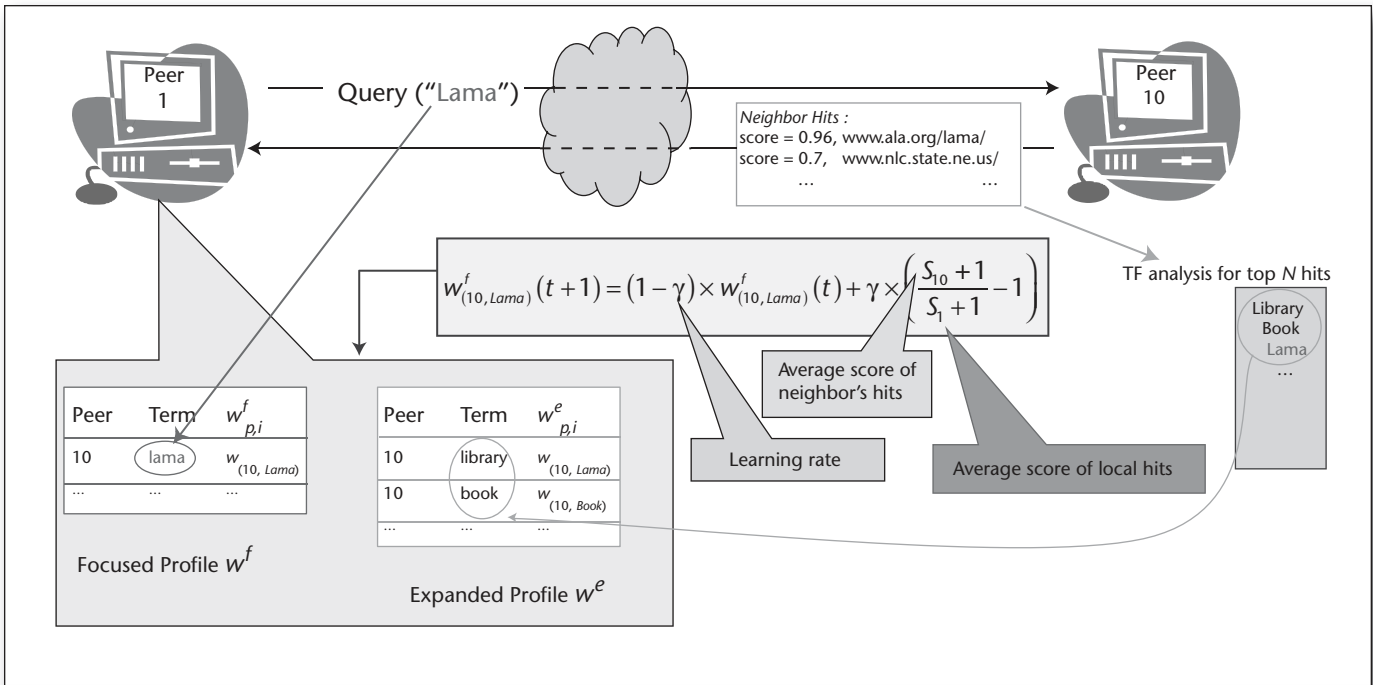 Peer
1
Query ("Lama")
Peer
10
Neighbor Hits :
score = 0.96, www.ala.org/lama/
score = 0.7, www.nlc.state.ne.us/
... ...
w^f_(10, Lama) (t + 1) = (1 − γ) × w^f_(10, Lama) (t) + γ × ( (S_10 + 1) / (S_1 + 1) − 1 )
TF analysis for top N hits
Library
Book
Lama
...
Average score of
neighbor's hits
Learning rate
Average score of local hits
Peer Term w^f_p,i
10 lama w_(10, Lama)
... ... ...
Focused Profile w^f
Peer Term w^e_p,i
10 library w_(10, Lama)
10 book w_(10, Book)
... ... ...
Expanded Profile w^e